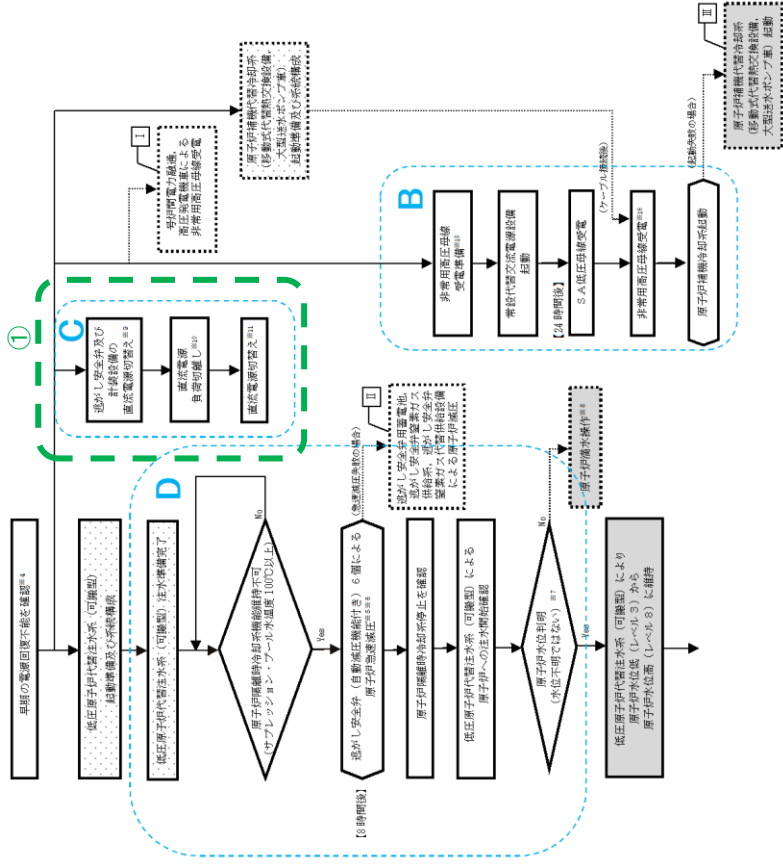 早期の電源回復不能を確認※4
低圧原子炉代替注水系（可搬型）
起動準備及び系統構成
低圧原子炉代替注水系（可搬型）注水準備完了
D
原子炉隔離時冷却系機能維持不可
（サプレッション・プール水温度100℃以上）
No
Yes
【8時間後】
逃がし安全弁（自動減圧機能付き）6個による
原子炉急速減圧※5※6
（急速減圧失敗の場合）
Ⅱ
逃がし安全弁用蓄電池，
逃がし安全弁窒素ガス
供給系，逃がし安全弁
窒素ガス代替供給設備
による原子炉減圧
原子炉隔離時冷却系停止を確認
低圧原子炉代替注水系（可搬型）による
原子炉への注水開始確認
原子炉水位判明
（水位不明ではない）※7
No
原子炉満水操作※8
Yes
低圧原子炉代替注水系（可搬型）により
原子炉水位低（レベル3）から
原子炉水位高（レベル8）に維持
①
C
逃がし安全弁及び
計装設備の
直流電源切替え※9
直流電源
負荷切離し※10
直流電源切替え※11
Ⅰ
号炉間電力融通，
高圧発電機車による
非常用高圧母線受電
原子炉補機代替冷却系
（移動式代替熱交換設備，
大型送水ポンプ車）
起動準備及び系統構成
B
非常用高圧母線
受電準備
常設代替交流電源設備
起動
【24時間後】
SA低圧母線受電
（ケーブル接続後）
非常用高圧母線受電
原子炉補機冷却系起動
（起動失敗の場合）
Ⅲ
原子炉補機代替冷却系
（移動式代替熱交換設備，
大型送水ポンプ車）起動